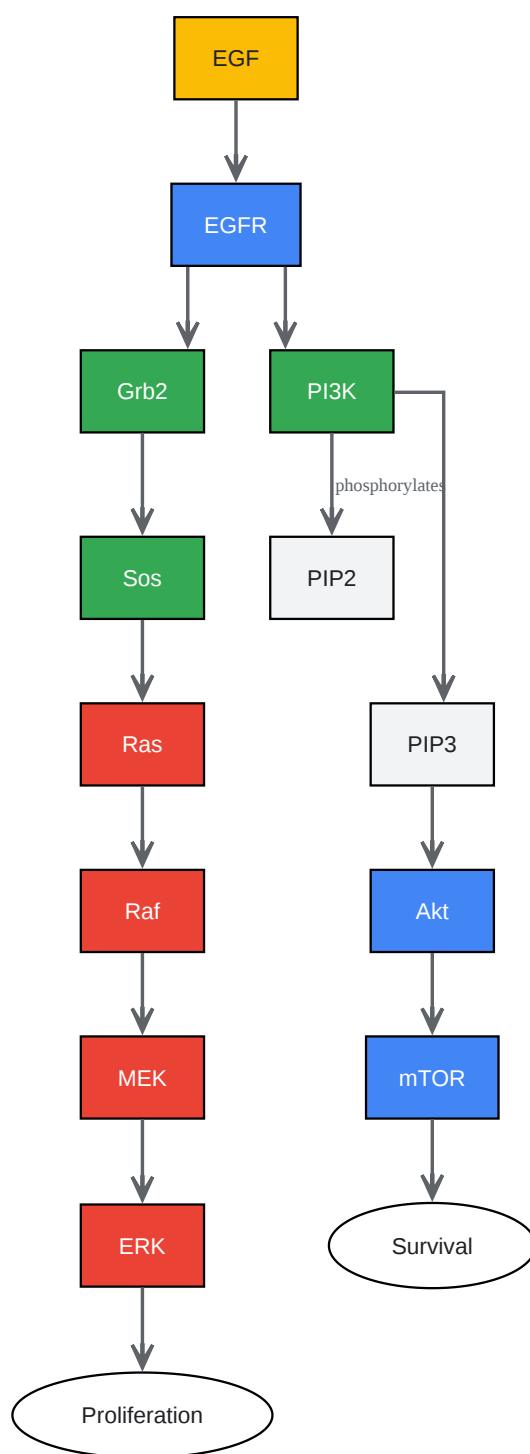 EGF
EGFR
Grb2
PI3K
phosphorylates
Sos
PIP2
Ras
PIP3
Raf
Akt
MEK
mTOR
ERK
Survival
Proliferation